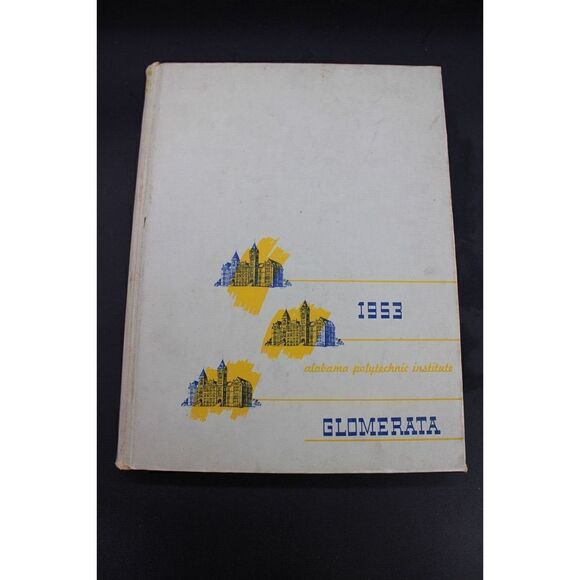 1953
alabama polytechnic institute
GLOMERATA